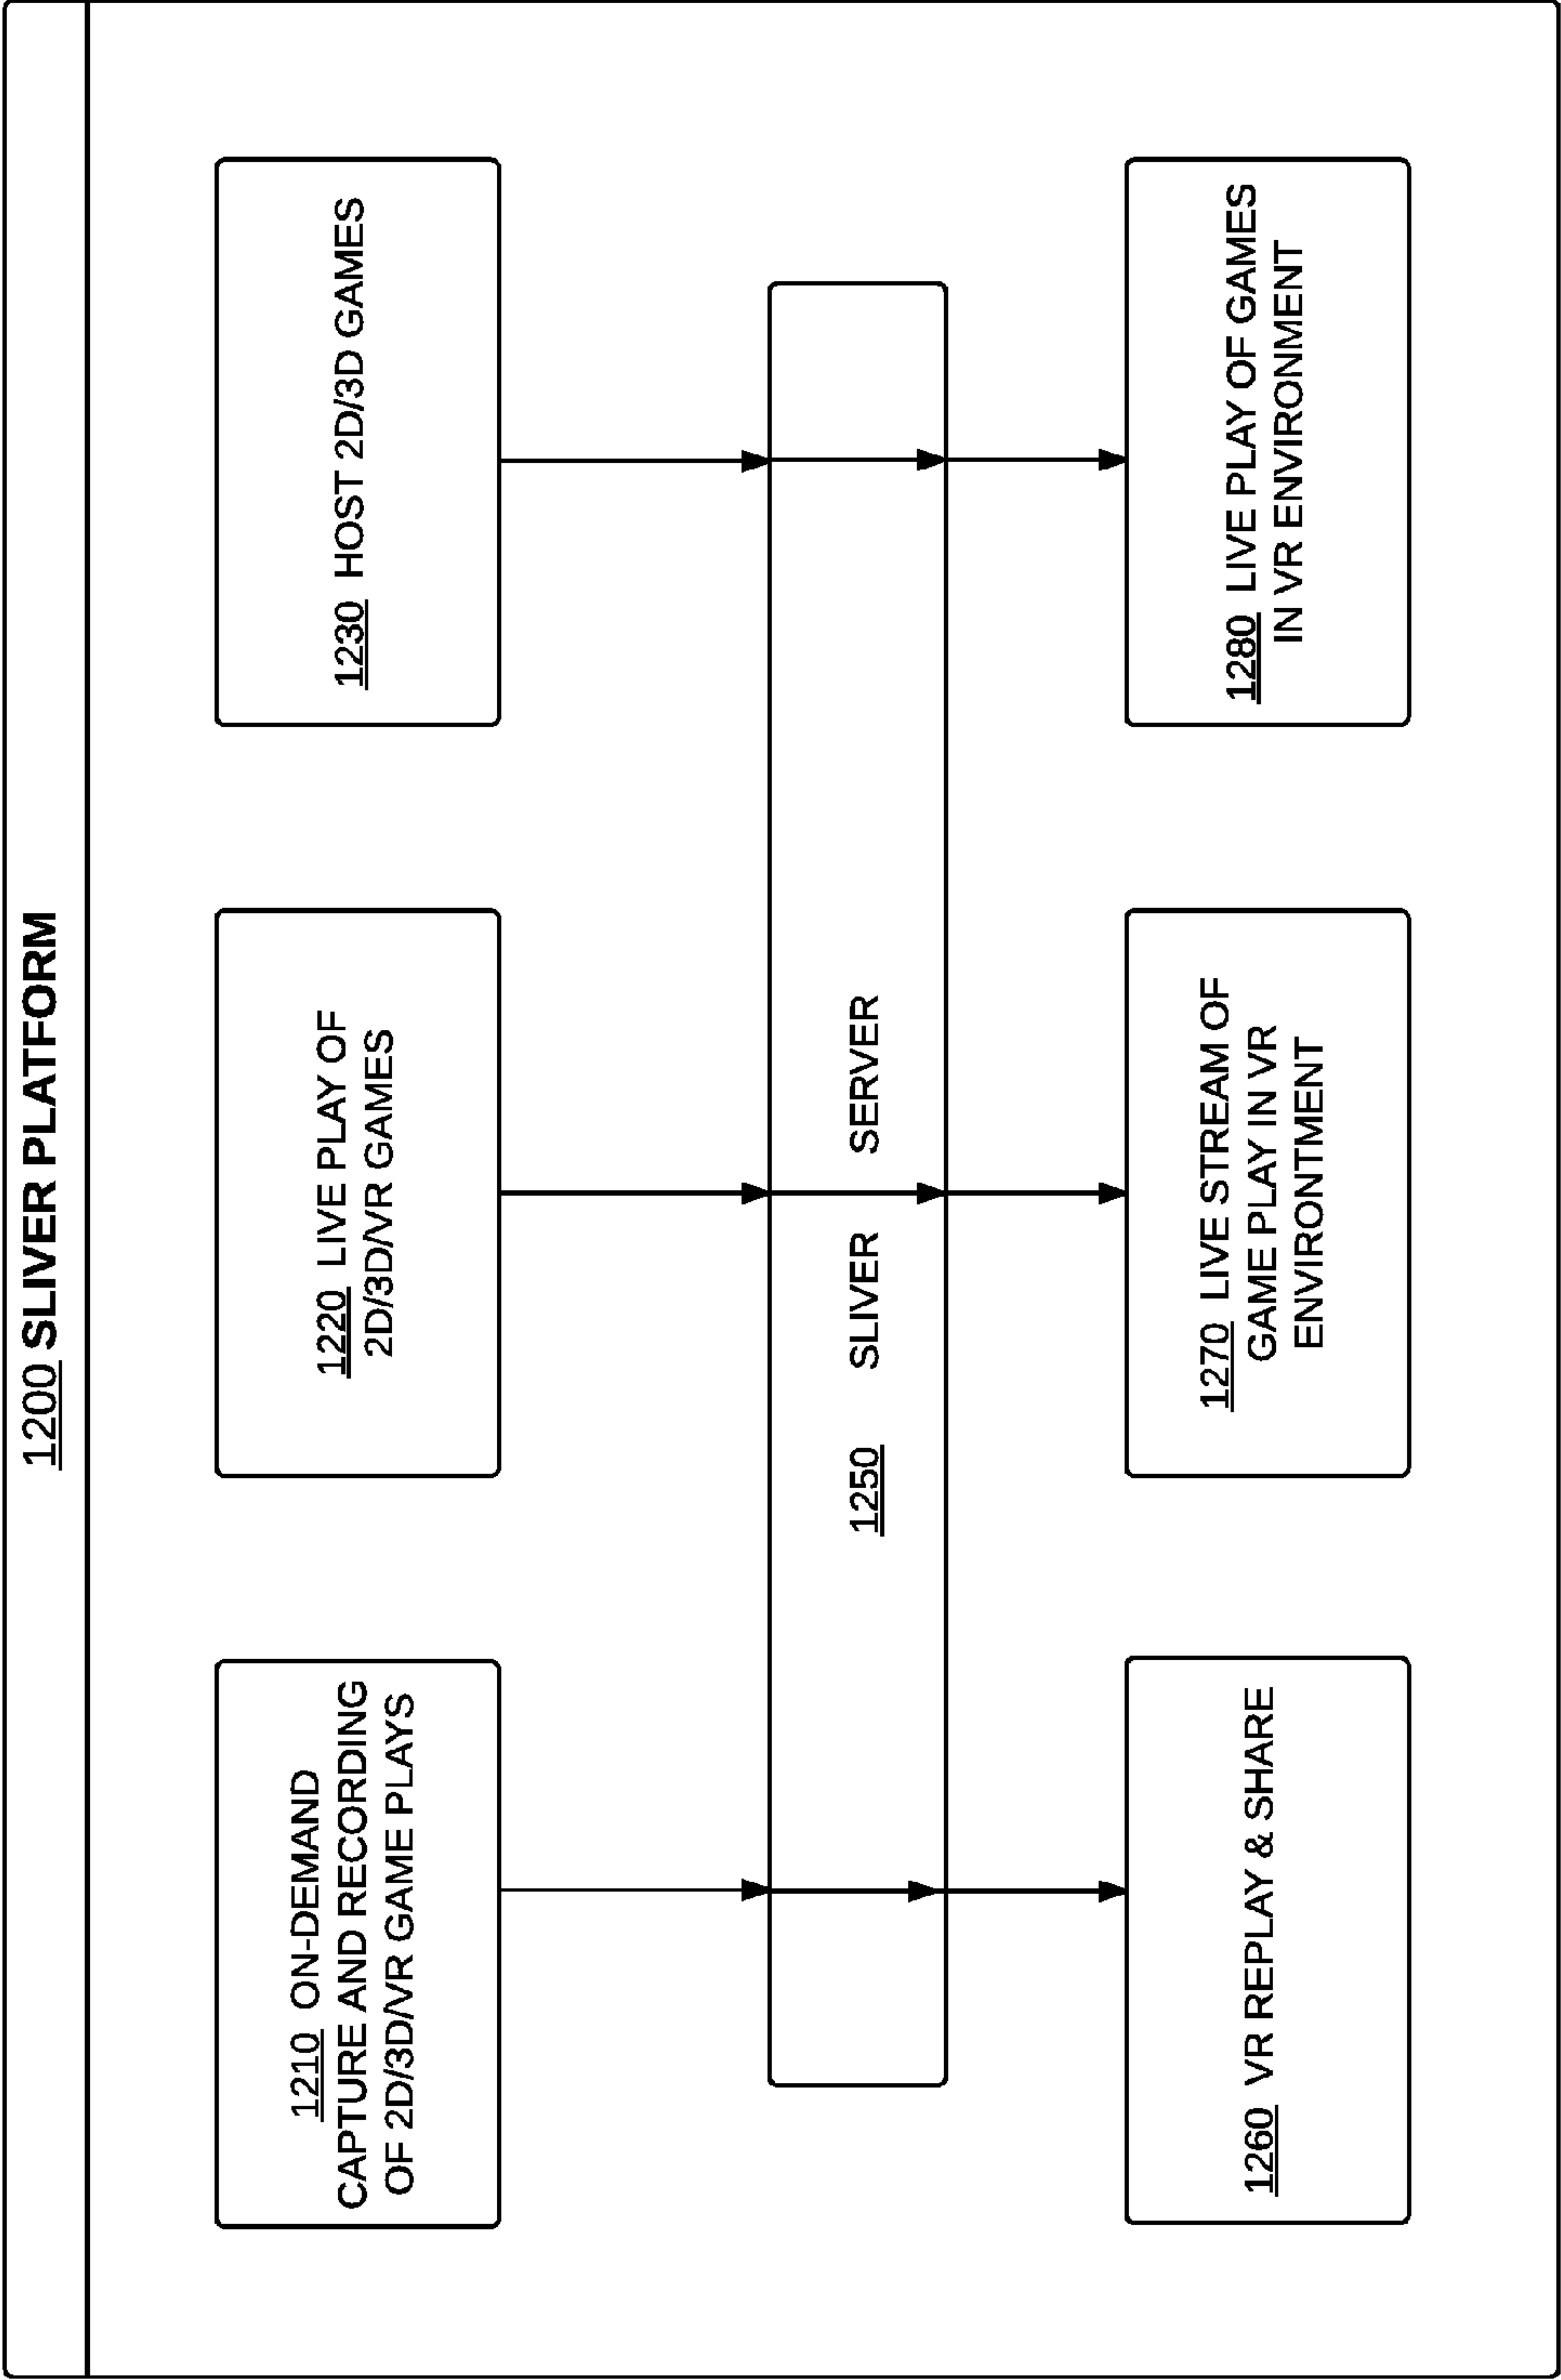 1200 SLIVER PLATFORM
1210 ON-DEMAND
CAPTURE AND RECORDING
OF 2D/3D/VR GAME PLAYS
1220 LIVE PLAY OF
2D/3D/VR GAMES
1230 HOST 2D/3D GAMES
1250 SLIVER SERVER
1260 VR REPLAY & SHARE
1270 LIVE STREAM OF
GAME PLAY IN VR
ENVIRONTMENT
1280 LIVE PLAY OF GAMES
IN VR ENVIRONMENT